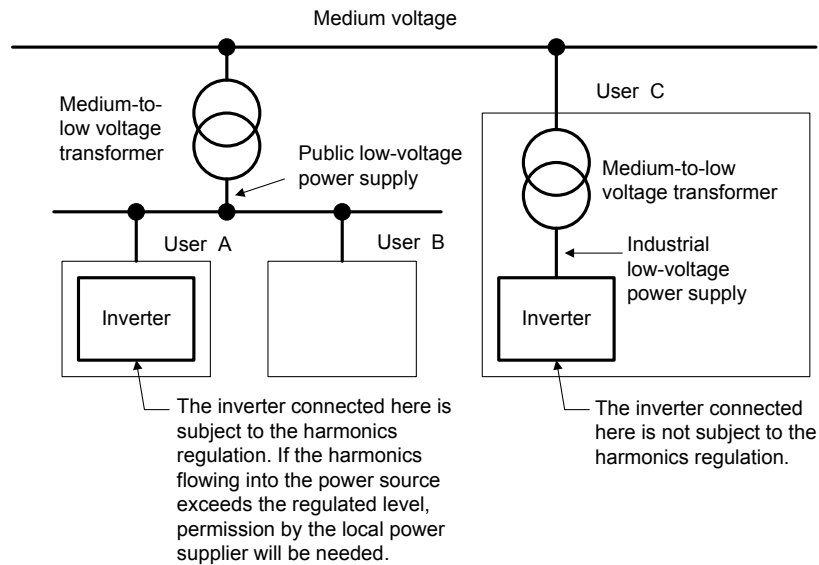 Medium voltage
Medium-to-
low voltage
transformer
Public low-voltage
power supply
User A
User B
Inverter
The inverter connected here is
subject to the harmonics
regulation. If the harmonics
flowing into the power source
exceeds the regulated level,
permission by the local power
supplier will be needed.
User C
Medium-to-low
voltage transformer
Industrial
low-voltage
power supply
Inverter
The inverter connected
here is not subject to the
harmonics regulation.